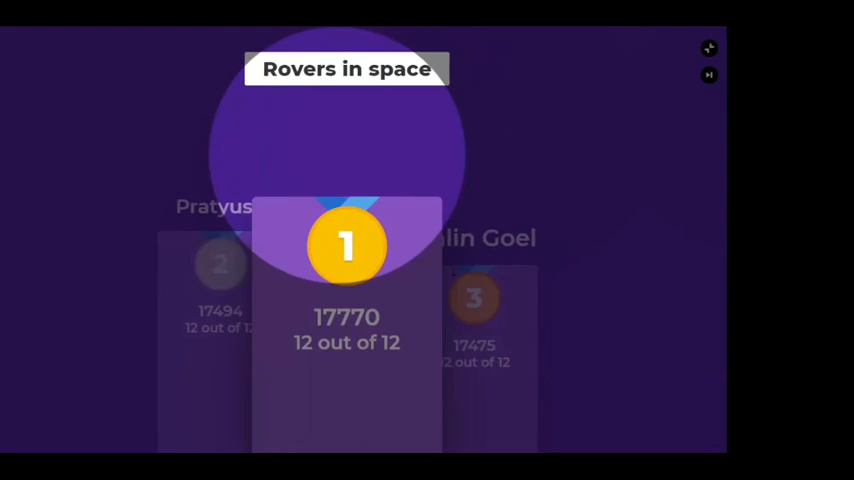 Rovers in space
Pratyus
lin Goel
1
2
3
17770
12 out of 12
17494
12 out of 12
17475
12 out of 12